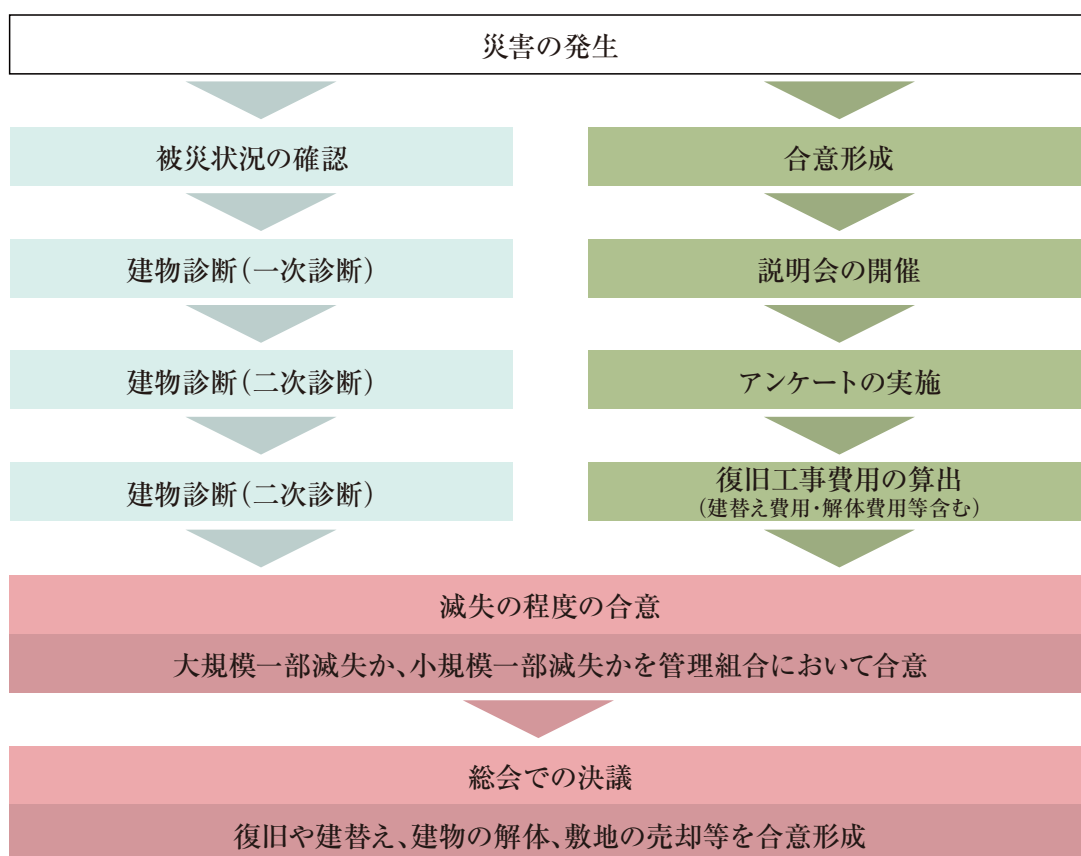 災害の発生
被災状況の確認
建物診断(一次診断)
建物診断(二次診断)
建物診断(二次診断)
合意形成
説明会の開催
アンケートの実施
復旧工事費用の算出
(建替え費用・解体費用等含む)
滅失の程度の合意
大規模一部滅失か、小規模一部滅失かを管理組合において合意
総会での決議
復旧や建替え、建物の解体、敷地の売却等を合意形成